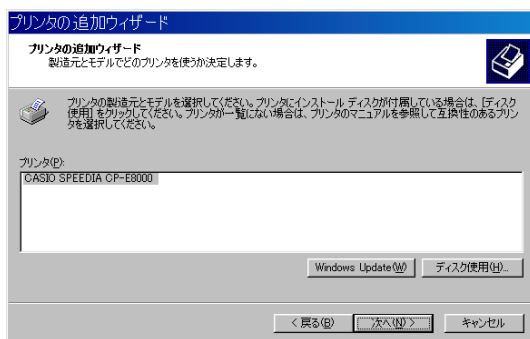 プリンタの追加ウィザード
プリンタの追加ウィザード
製造元とモデルでどのプリンタを使うか決定します。
プリンタの製造元とモデルを選択してください。プリンタにインストール ディスクが付属している場合は、[ディスク
使用] をクリックしてください。プリンタが一覧にない場合は、プリンタのマニュアルを参照して互換性のあるプリン
タを選択してください。
プリンタ(P):
CASIO SPEEDIA CP-E8000
Windows Update(W) ディスク使用(H)...
< 戻る(B) 次へ(N) > キャンセル